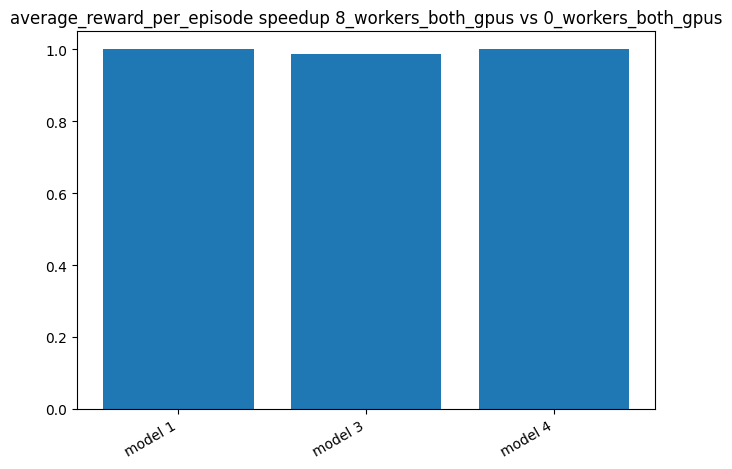 average_reward_per_episode speedup 8_workers_both_gpus vs 0_workers_both_gpus
1.0
0.8
0.6
0.4
0.2
0.0
model 1
model 3
model 4